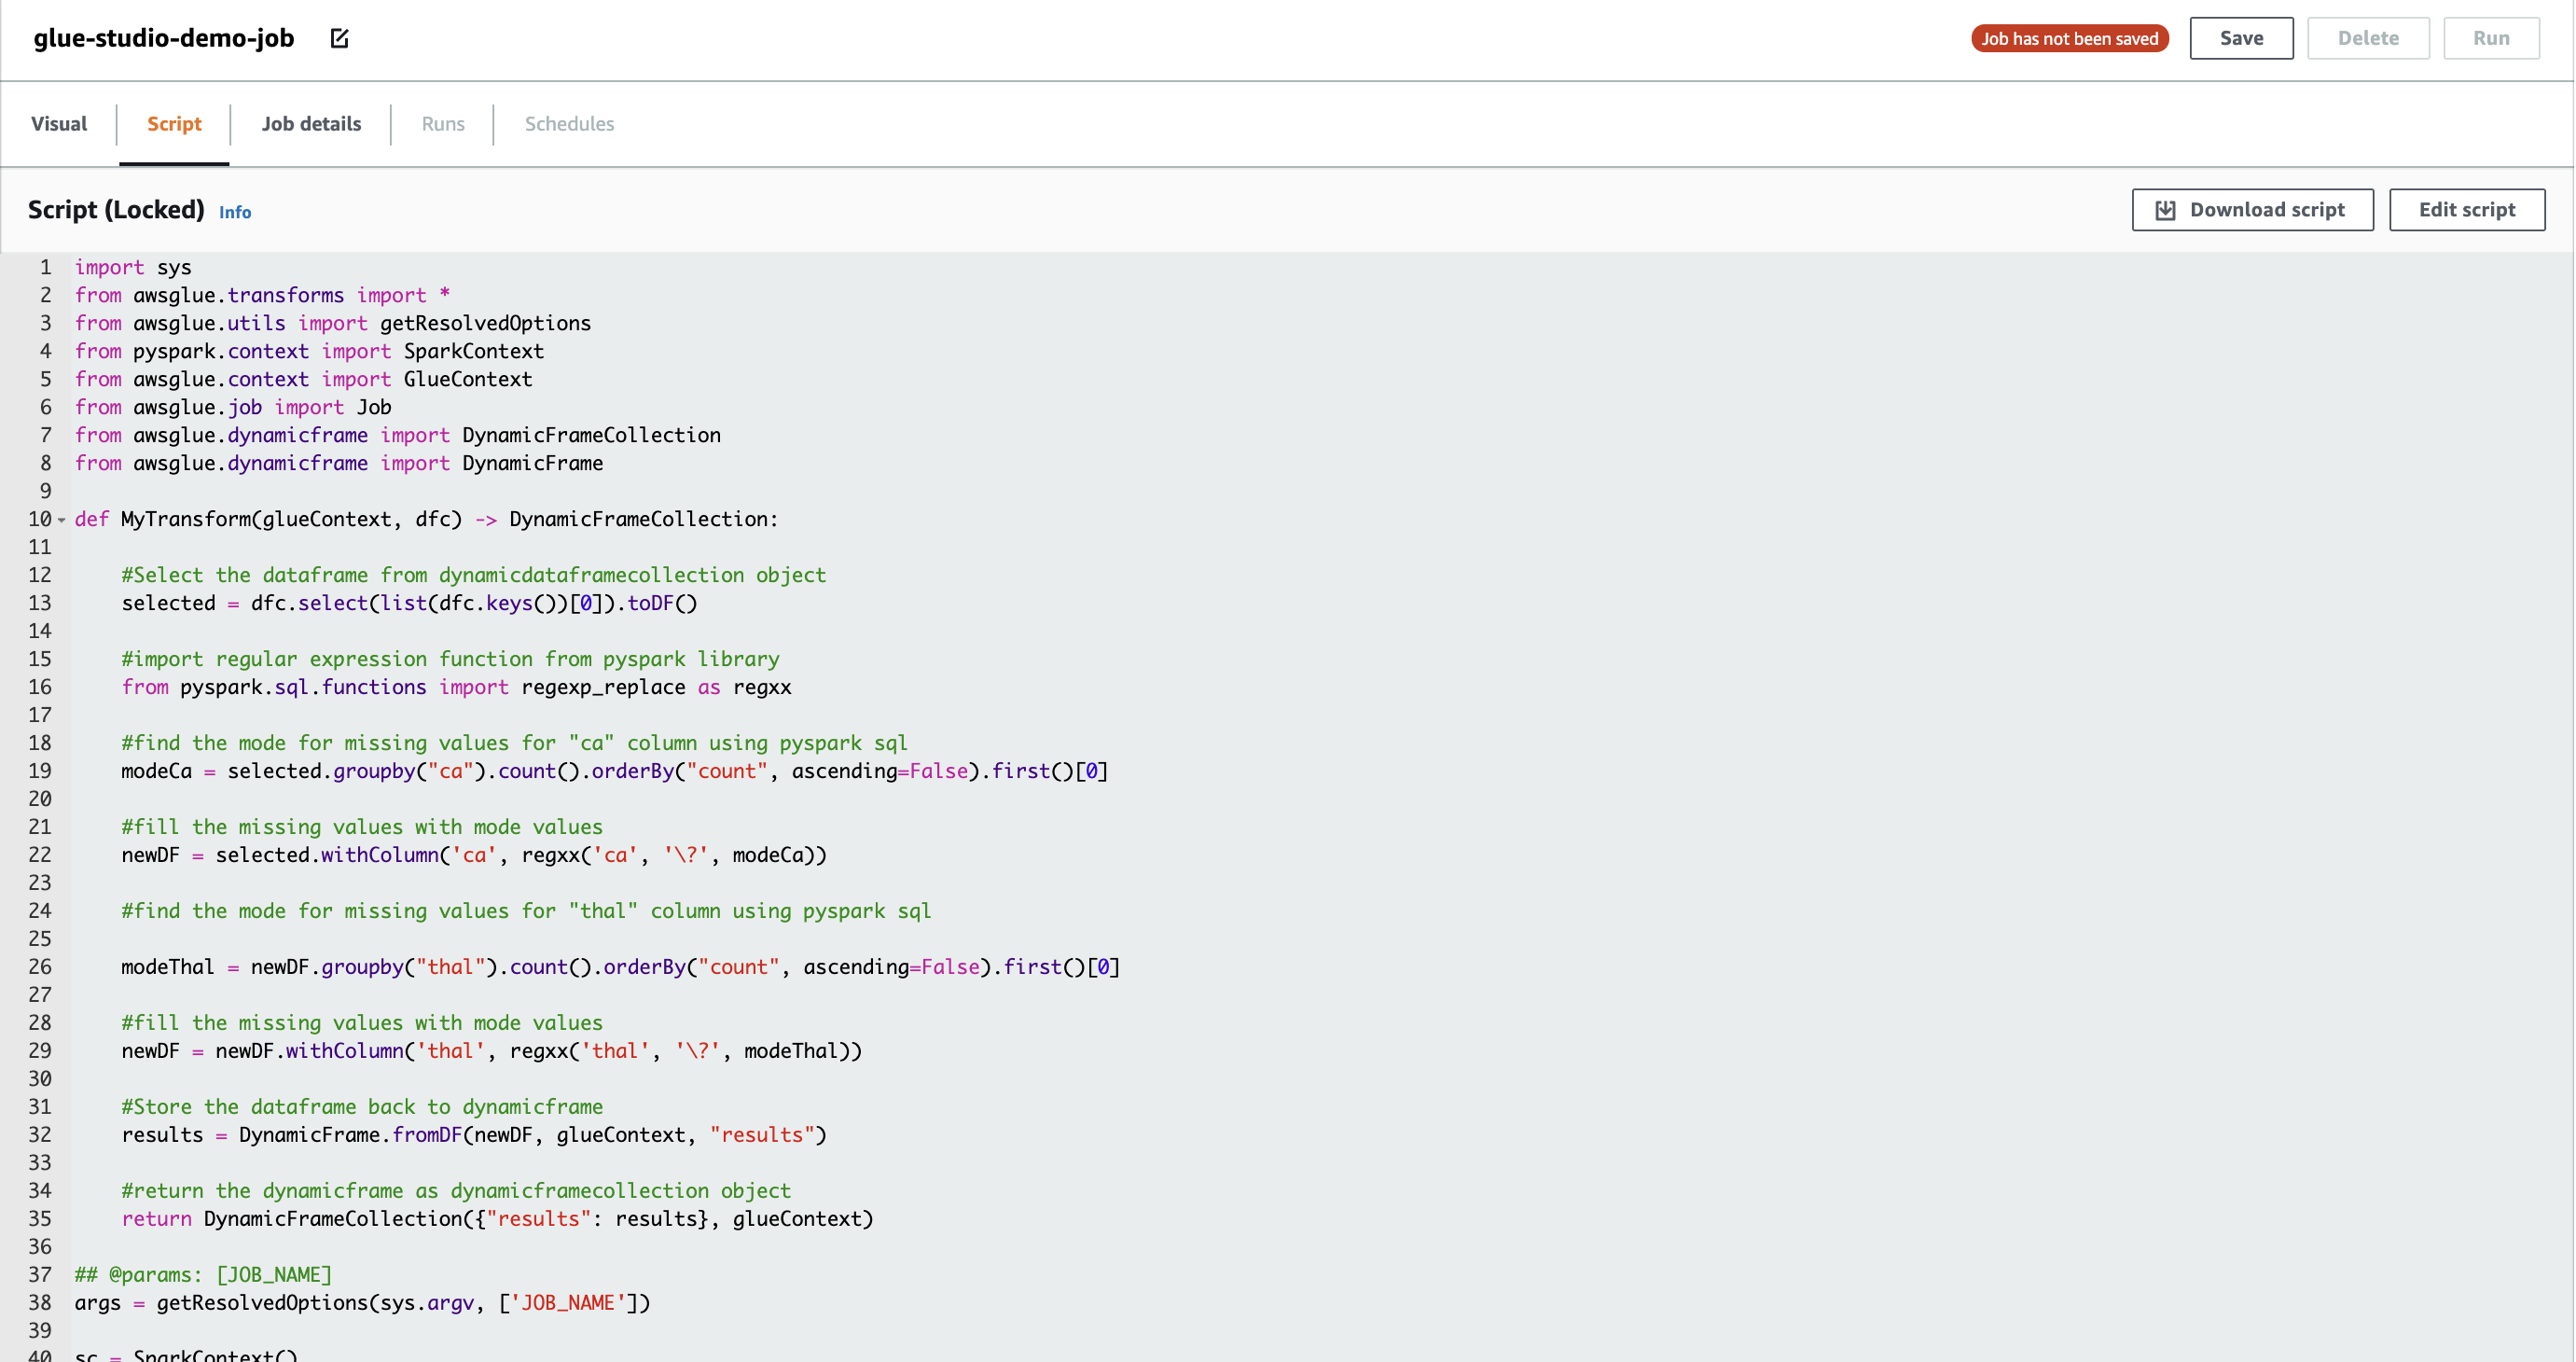 glue-studio-demo-job
Job has not been saved
Save
Delete
Run
Visual
Script
Job details
Runs
Schedules
Script (Locked)
Info
Download script
Edit script
1 import sys
2 from awsglue.transforms import *
3 from awsglue.utils import getResolvedOptions
4 from pyspark.context import SparkContext
5 from awsglue.context import GlueContext
6 from awsglue.job import Job
7 from awsglue.dynamicframe import DynamicFrameCollection
8 from awsglue.dynamicframe import DynamicFrame
9
10 def MyTransform(glueContext, dfc) -> DynamicFrameCollection:
11
12     #Select the dataframe from dynamicdataframecollection object
13     selected = dfc.select(list(dfc.keys())[0]).toDF()
14
15     #import regular expression function from pyspark library
16     from pyspark.sql.functions import regexp_replace as regxx
17
18     #find the mode for missing values for "ca" column using pyspark sql
19     modeCa = selected.groupby("ca").count().orderBy("count", ascending=False).first()[0]
20
21     #fill the missing values with mode values
22     newDF = selected.withColumn('ca', regxx('ca', '\?', modeCa))
23
24     #find the mode for missing values for "thal" column using pyspark sql
25
26     modeThal = newDF.groupby("thal").count().orderBy("count", ascending=False).first()[0]
27
28     #fill the missing values with mode values
29     newDF = newDF.withColumn('thal', regxx('thal', '\?', modeThal))
30
31     #Store the dataframe back to dynamicframe
32     results = DynamicFrame.fromDF(newDF, glueContext, "results")
33
34     #return the dynamicframe as dynamicframecollection object
35     return DynamicFrameCollection({"results": results}, glueContext)
36
37 ## @params: [JOB_NAME]
38 args = getResolvedOptions(sys.argv, ['JOB_NAME'])
39
40 sc = SparkContext()